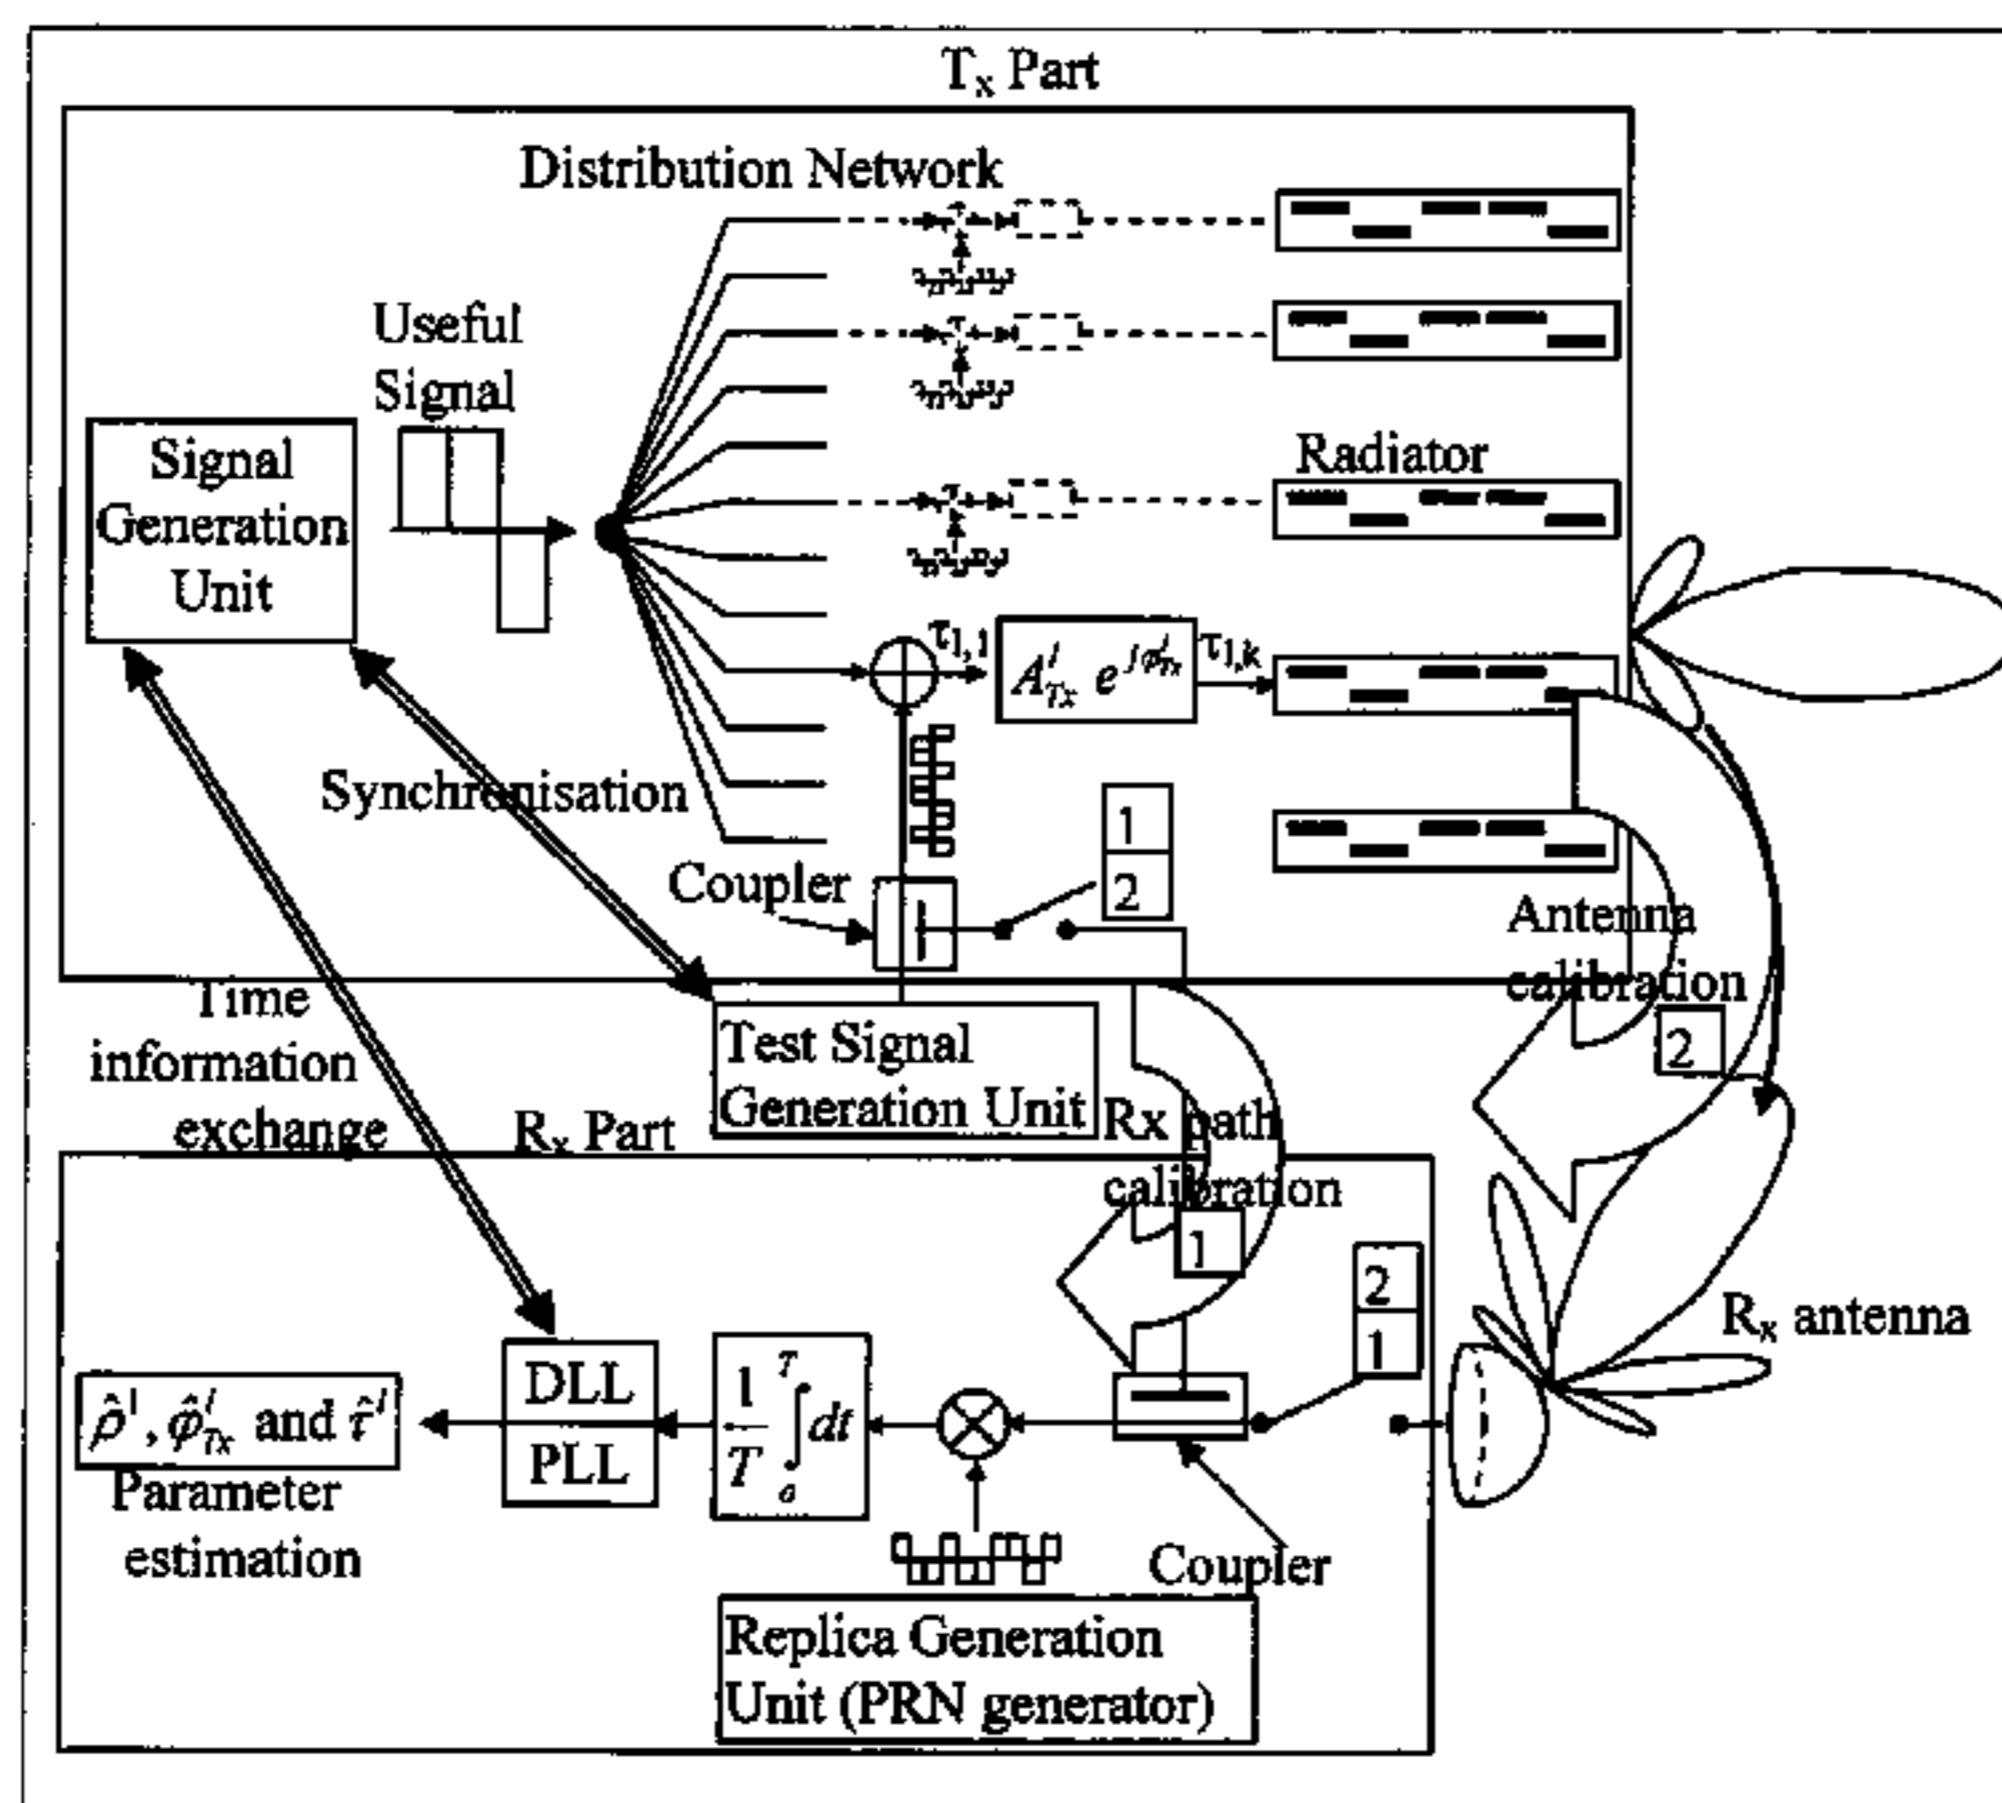 Tₓ Part
Distribution Network
Useful
Signal
Signal
Generation
Unit
Radiator
τ₁,₁
A^l_Tx e^jφ^l_Tx
τ₁,ₖ
Synchronisation
1
2
Coupler
Antenna
calibration
2
Time
information
exchange
Test Signal
Generation Unit
Rₓ Part
Rx path
calibration
1
2
1
Rₓ antenna
DLL
PLL
1/T ∫₀ᵀ dt
ρ̂^l, φ̂^l_Tx and τ̂^l
Parameter
estimation
Coupler
Replica Generation
Unit (PRN generator)